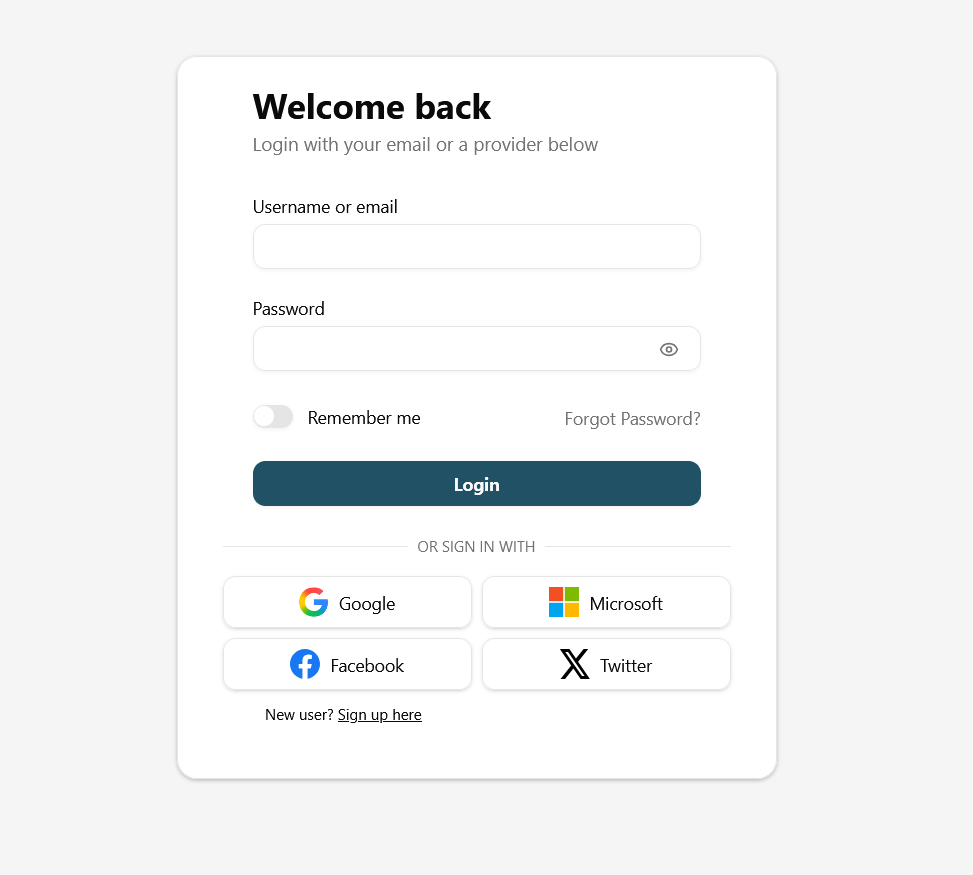 Welcome back
Login with your email or a provider below
Username or email
Password
Remember me
Forgot Password?
Login
OR SIGN IN WITH
Google
Microsoft
Facebook
Twitter
New user? Sign up here